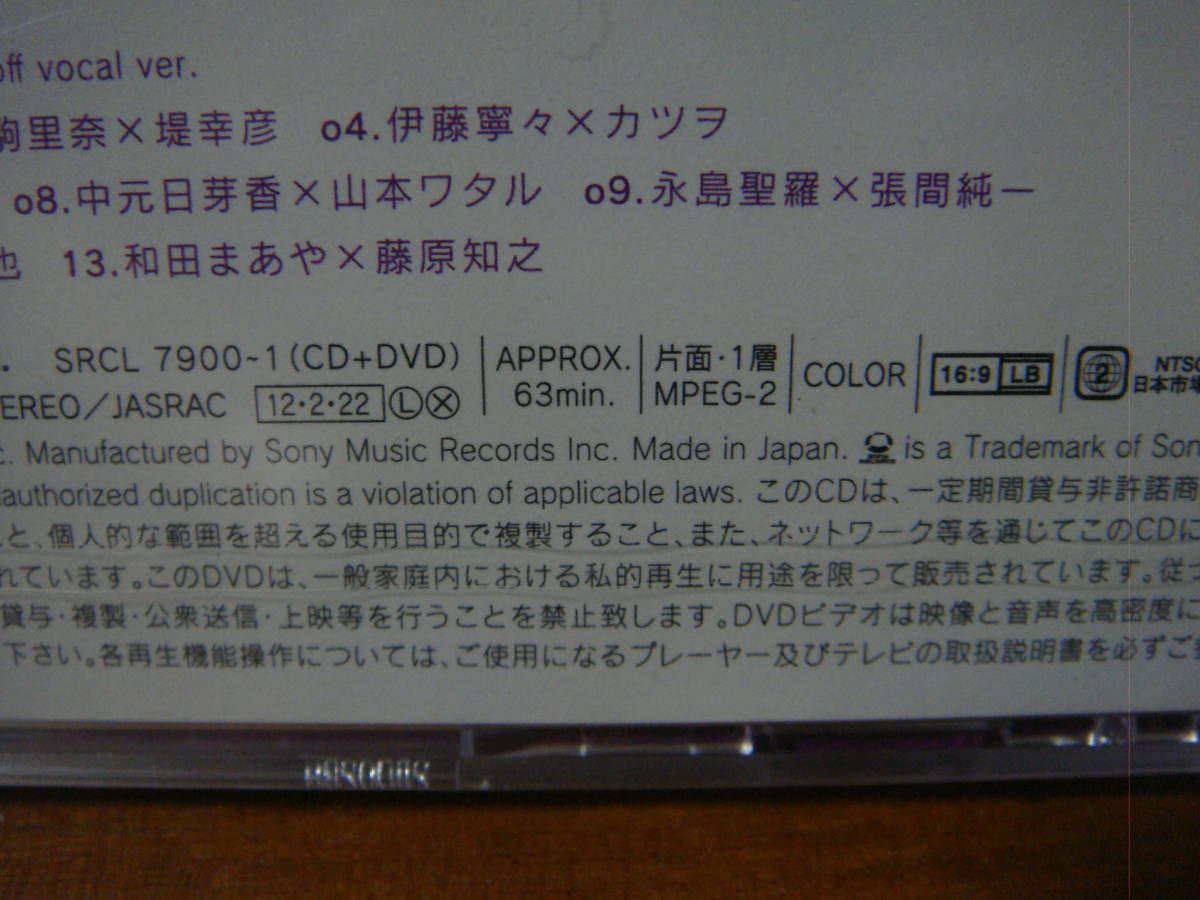 off vocal ver.
駒里奈×堤幸彦 o4.伊藤寧々×カツヲ
o8.中元日芽香×山本ワタル o9.永島聖羅×張間純一
也 13.和田まあや×藤原知之
. SRCL 7900~1(CD+DVD) APPROX. 63min. 片面・1層 MPEG-2 COLOR 16:9 LB 2 NTSC 日本市場
TEREO/JASRAC 12・2・22 Ⓛ Ⓧ
c. Manufactured by Sony Music Records Inc. Made in Japan. is a Trademark of Son
authorized duplication is a violation of applicable laws. このCDは、一定期間貸与非許諾商
と、個人的な範囲を超える使用目的で複製すること、また、ネットワーク等を通じてこのCDに
れています。このDVDは、一般家庭内における私的再生に用途を限って販売されています。従っ
貸与・複製・公衆送信・上映等を行うことを禁止致します。DVDビデオは映像と音声を高密度に
下さい。各再生機能操作については、ご使用になるプレーヤー及びテレビの取扱説明書を必ずご